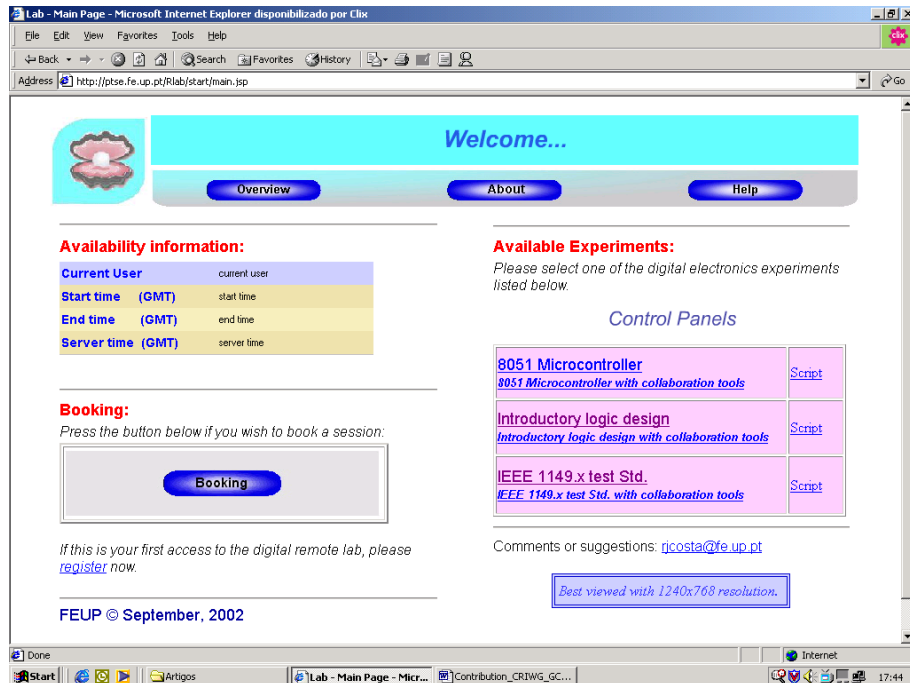 Lab - Main Page - Microsoft Internet Explorer disponibilizado por Clix
File Edit View Favorites Tools Help
clix
Back Search Favorites History
Address http://ptse.fe.up.pt/Rlab/start/main.jsp Go
Welcome...
Overview About Help
Availability information:
Current User current user
Start time (GMT) start time
End time (GMT) end time
Server time (GMT) server time
Booking:
Press the button below if you wish to book a session:
Booking
If this is your first access to the digital remote lab, please
register now.
FEUP © September, 2002
Available Experiments:
Please select one of the digital electronics experiments
listed below.
Control Panels
8051 Microcontroller
8051 Microcontroller with collaboration tools
Script
Introductory logic design
Introductory logic design with collaboration tools
Script
IEEE 1149.x test Std.
IEEE 1149.x test Std. with collaboration tools
Script
Comments or suggestions: rjcosta@fe.up.pt
Best viewed with 1240x768 resolution.
Done Internet
Start Artigos Lab - Main Page - Micr... Contribution_CRIWG_GC... 17:44